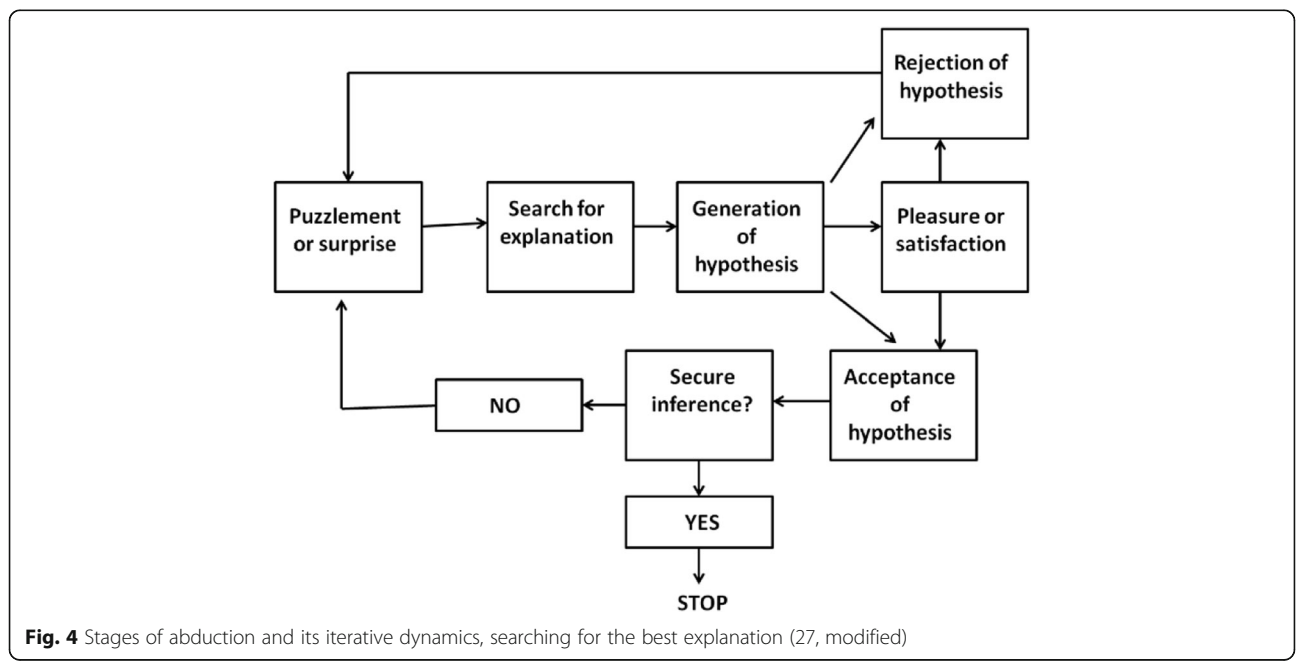 Rejection of
hypothesis
Puzzlement
or surprise
Search for
explanation
Generation
of
hypothesis
Pleasure or
satisfaction
NO
Secure
inference?
Acceptance
of
hypothesis
YES
STOP
Fig. 4 Stages of abduction and its iterative dynamics, searching for the best explanation (27, modified)